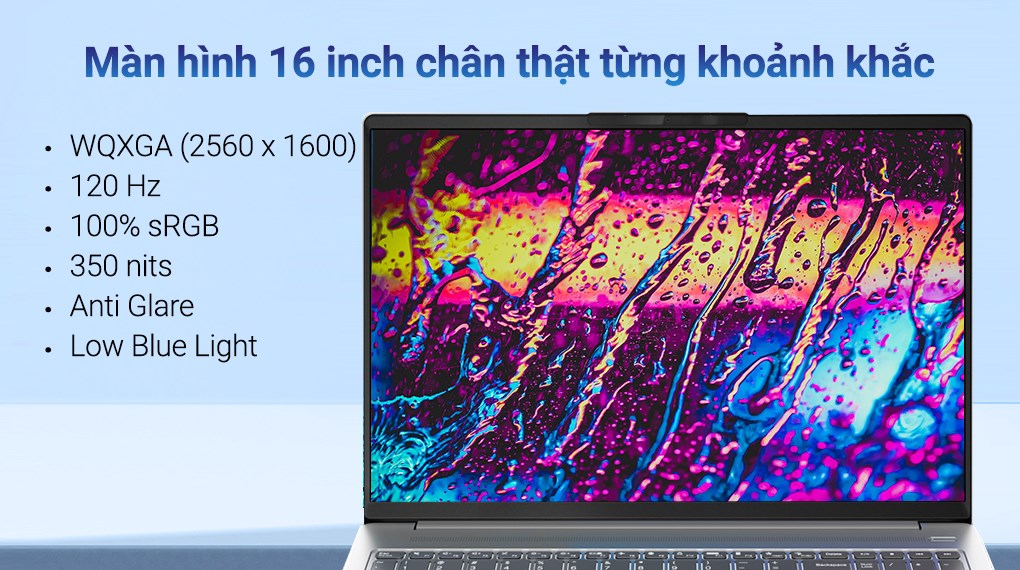 Màn hình 16 inch chân thật từng khoảnh khắc
• WQXGA (2560 x 1600)
• 120 Hz
• 100% sRGB
• 350 nits
• Anti Glare
• Low Blue Light
Backspace